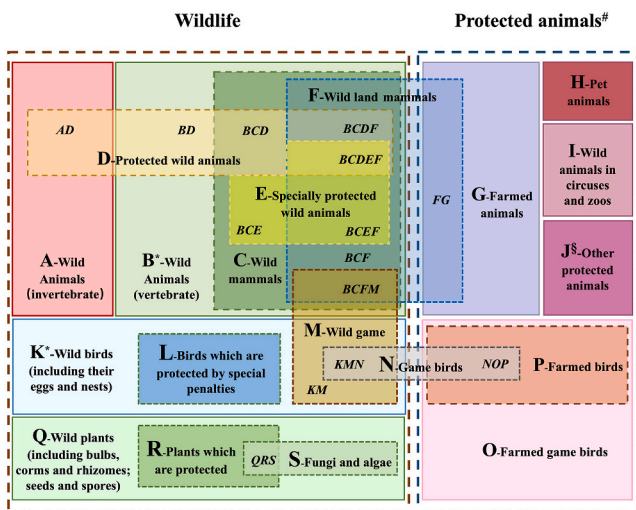 Wildlife
Protected animals#
F-Wild land mammals
H-Pet
animals
AD
BD
BCD
BCDF
D-Protected wild animals
BCDEF
I-Wild
animals in
circuses
and zoos
E-Specially protected
wild animals
FG
G-Farmed
animals
BCE
BCEF
A-Wild
Animals
(invertebrate)
B*-Wild
Animals
(vertebrate)
C-Wild
mammals
BCF
BCFM
J§-Other
protected
animals
K*-Wild birds
(including their
eggs and nests)
L-Birds which are
protected by special
penalties
M-Wild game
KMN
N-Game birds
NOP
P-Farmed birds
KM
Q-Wild plants
(including bulbs,
corms and rhizomes;
seeds and spores)
R-Plants which
are protected
QRS
S-Fungi and algae
O-Farmed game birds